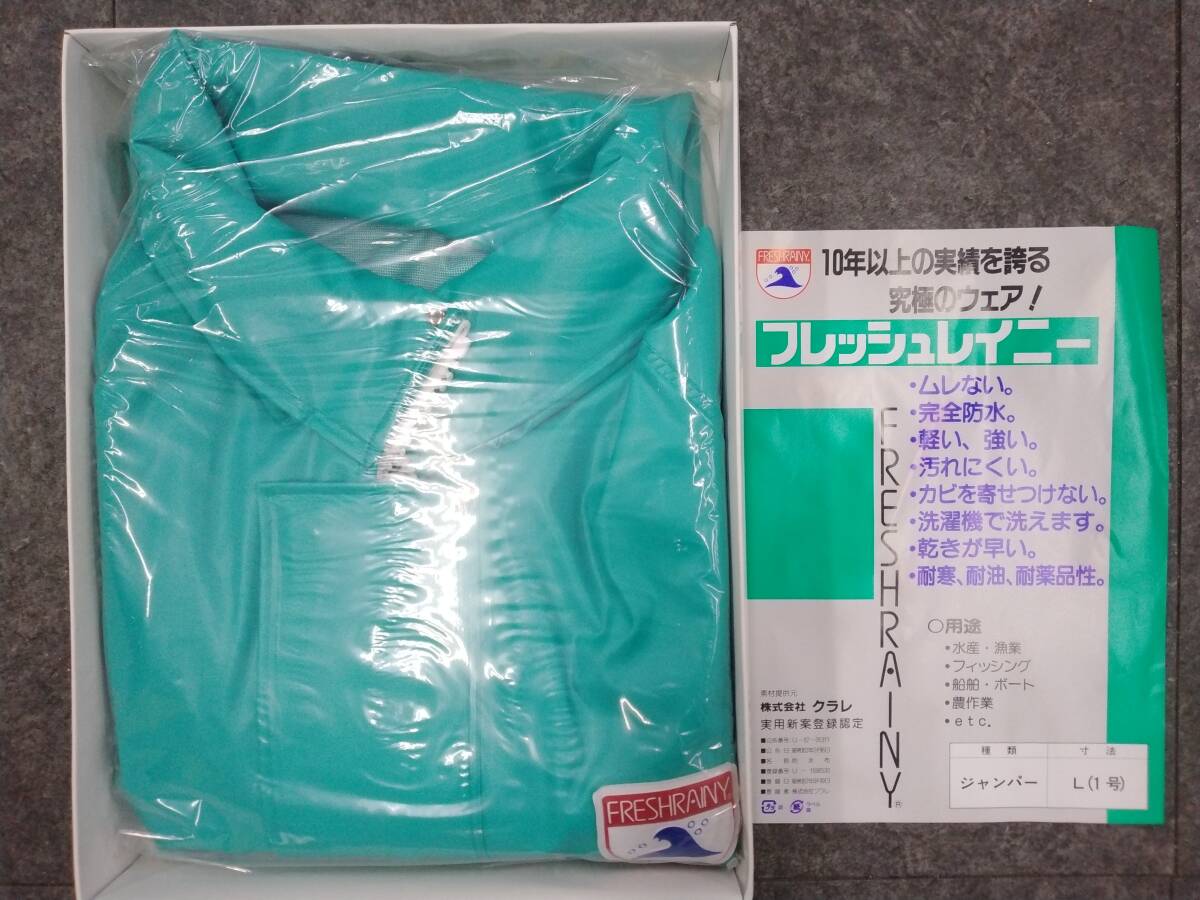 FRESHRAINY
FRESHRAINY
10年以上の実績を誇る
究極のウェア!
フレッシュレイニー
・ムレない。
・完全防水。
・軽い、強い。
・汚れにくい。
・カビを寄せつけない。
・洗濯機で洗えます。
・乾きが早い。
・耐寒、耐油、耐薬品性。
FRESHRAINY®
○用途
・水産・漁業
・フィッシング
・船舶・ボート
・農作業
・etc.
素材提供元
株式会社 クラレ
実用新案登録認定
種類 寸法
ジャンパー L(1号)